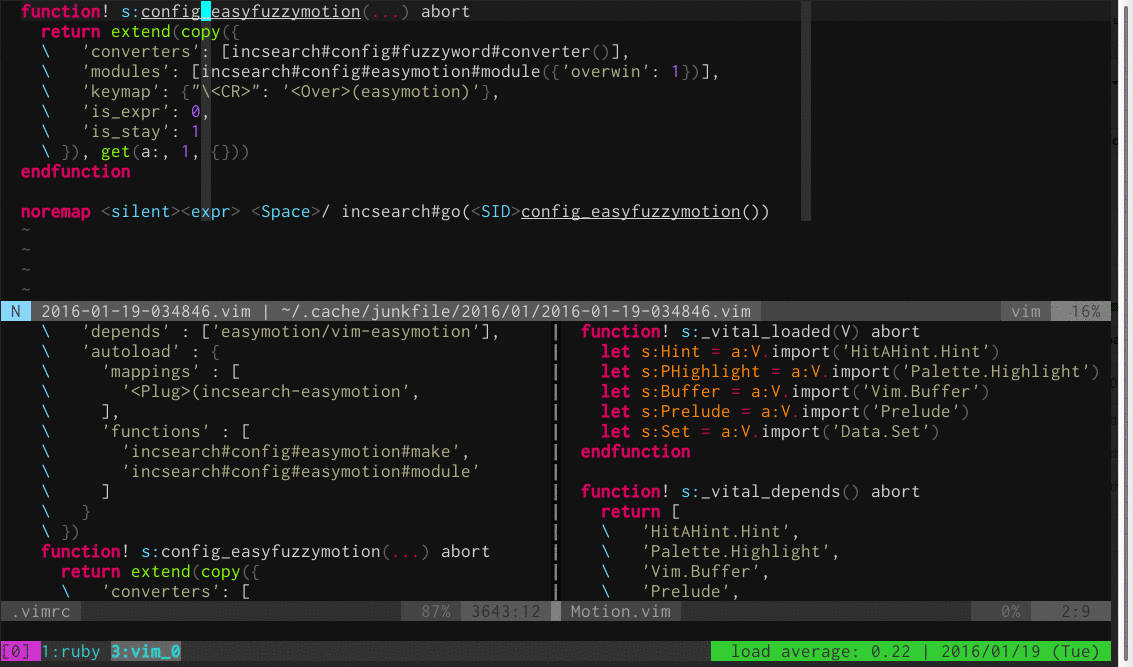 function! s:config_easyfuzzymotion(...) abort
  return extend(copy({
  \   'converters': [incsearch#config#fuzzyword#converter()],
  \   'modules': [incsearch#config#easymotion#module({'overwin': 1})],
  \   'keymap': {"\<CR>": '<Over>(easymotion)'},
  \   'is_expr': 0,
  \   'is_stay': 1
  \ }), get(a:, 1, {}))
endfunction

noremap <silent><expr> <Space>/ incsearch#go(<SID>config_easyfuzzymotion())
~
~
~
~
N  2016-01-19-034846.vim | ~/.cache/junkfile/2016/01/2016-01-19-034846.vim  vim  16%
  \   'depends' : ['easymotion/vim-easymotion'],
  \   'autoload' : {
  \     'mappings' : [
  \       '<Plug>(incsearch-easymotion',
  \     ],
  \     'functions' : [
  \       'incsearch#config#easymotion#make',
  \       'incsearch#config#easymotion#module'
  \     ]
  \   }
  \ })
  function! s:config_easyfuzzymotion(...) abort
    return extend(copy({
    \   'converters': [
.vimrc  87%  3643:12
function! s:_vital_loaded(V) abort
  let s:Hint = a:V.import('HitAHint.Hint')
  let s:PHighlight = a:V.import('Palette.Highlight')
  let s:Buffer = a:V.import('Vim.Buffer')
  let s:Prelude = a:V.import('Prelude')
  let s:Set = a:V.import('Data.Set')
endfunction

function! s:_vital_depends() abort
  return [
  \   'HitAHint.Hint',
  \   'Palette.Highlight',
  \   'Vim.Buffer',
  \   'Prelude',
Motion.vim  0%  2:9
[0] 1:ruby 3:vim_0  load average: 0.22 | 2016/01/19 (Tue)